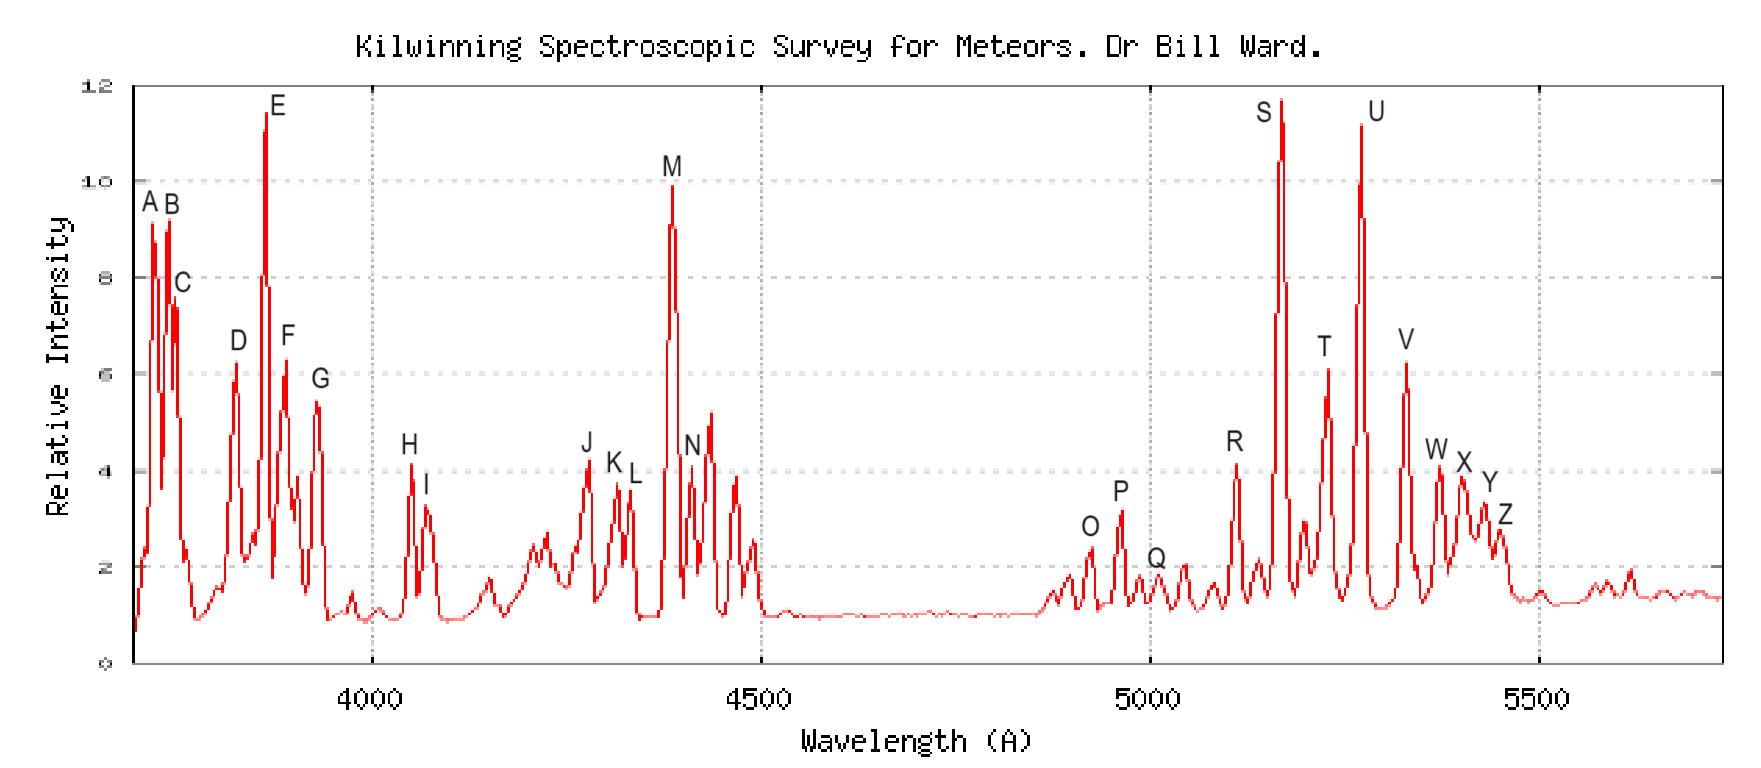 Kilwinning Spectroscopic Survey for Meteors. Dr Bill Ward.
12
10
8
6
4
2
0
Relative Intensity
A
B
C
D
E
F
G
H
I
J
K
L
M
N
O
P
Q
R
S
T
U
V
W
X
Y
Z
4000 4500 5000 5500
Wavelength (A)